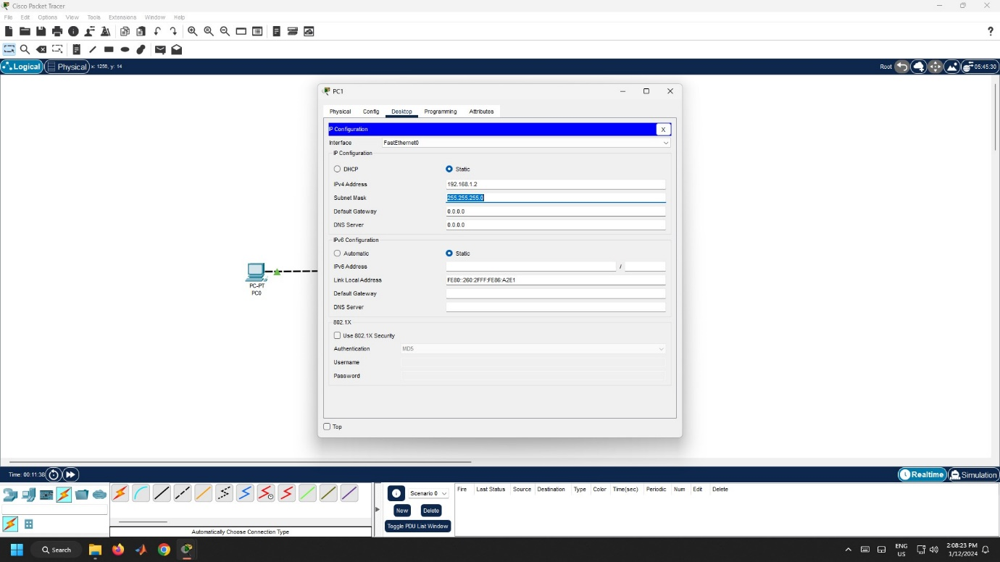 Cisco Packet Tracer
File Edit Options View Tools Extensions Window Help
?
Logical Physical x: 1256, y: 14 Root 05:45:30
PC1
Physical Config Desktop Programming Attributes
IP Configuration X
Interface FastEthernet0
IP Configuration
DHCP Static
IPv4 Address 192.168.1.2
Subnet Mask 255.255.255.0
Default Gateway 0.0.0.0
DNS Server 0.0.0.0
IPv6 Configuration
Automatic Static
IPv6 Address /
Link Local Address FE80::260:2FFF:FE86:A2E1
Default Gateway
DNS Server
802.1X
Use 802.1X Security
Authentication MD5
Username
Password
Top
PC-PT
PC0
Time: 00:11:38 Realtime Simulation
Scenario 0 Fire Last Status Source Destination Type Color Time(sec) Periodic Num Edit Delete
New Delete
Toggle PDU List Window
Automatically Choose Connection Type
Search
ENG
US
2:08:23 PM
1/12/2024